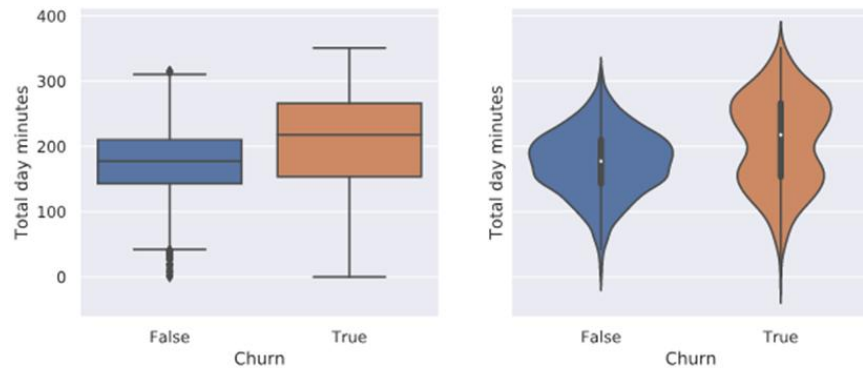 400
300
200
100
0
Total day minutes
False
True
Churn
Total day minutes
False
True
Churn